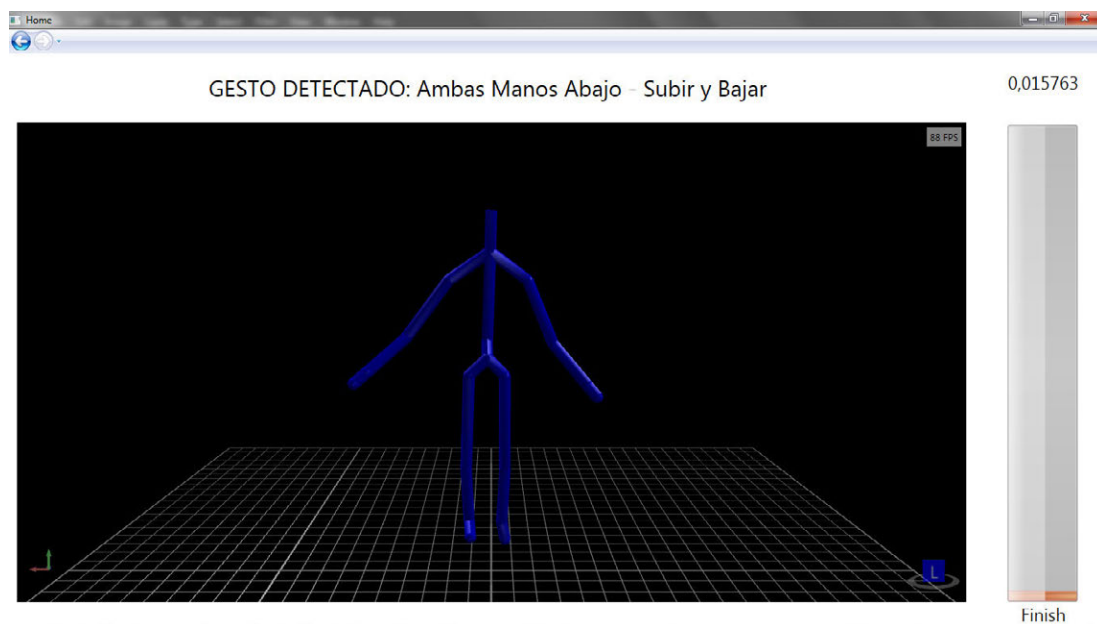 Home
GESTO DETECTADO: Ambas Manos Abajo - Subir y Bajar
0,015763
88 FPS
L
Finish